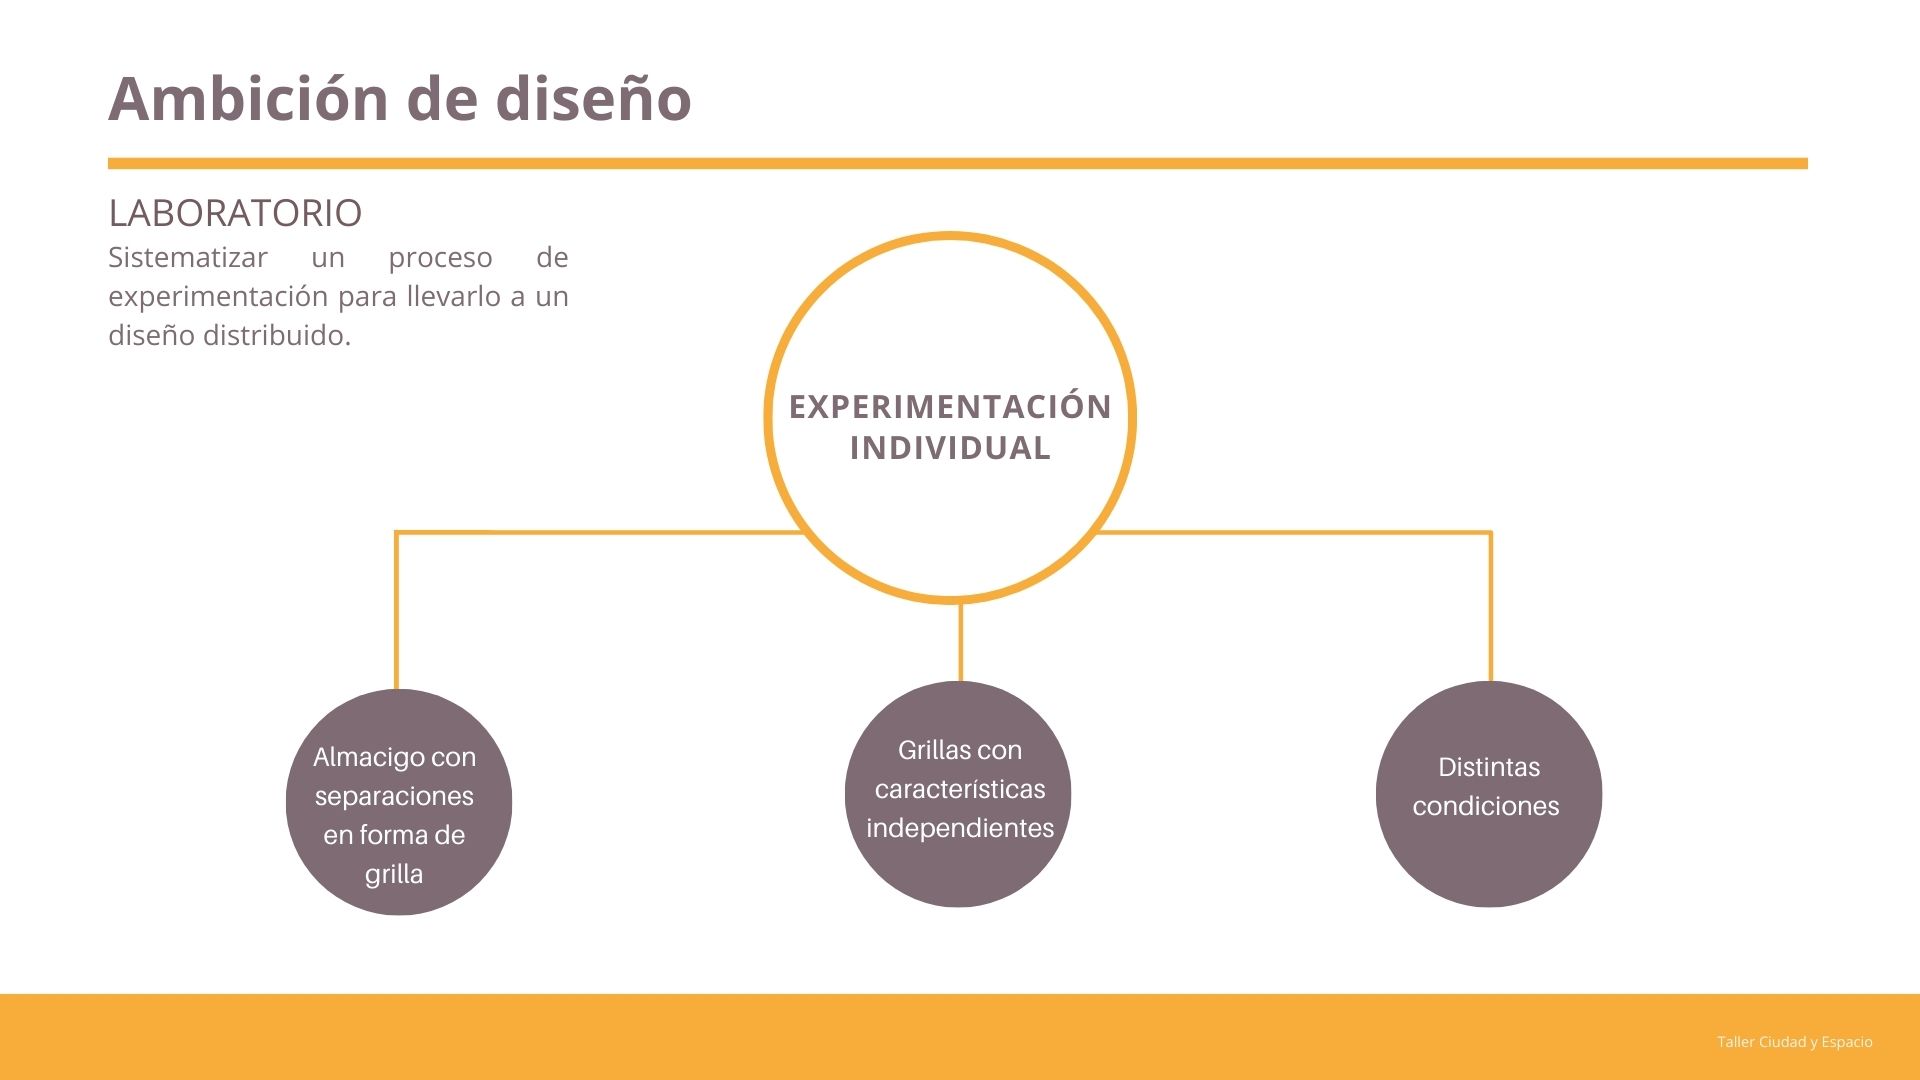 Ambición de diseño
LABORATORIO
Sistematizar un proceso de
experimentación para llevarlo a un
diseño distribuido.
EXPERIMENTACIÓN
INDIVIDUAL
Almacigo con
separaciones
en forma de
grilla
Grillas con
características
independientes
Distintas
condiciones
Taller Ciudad y Espacio